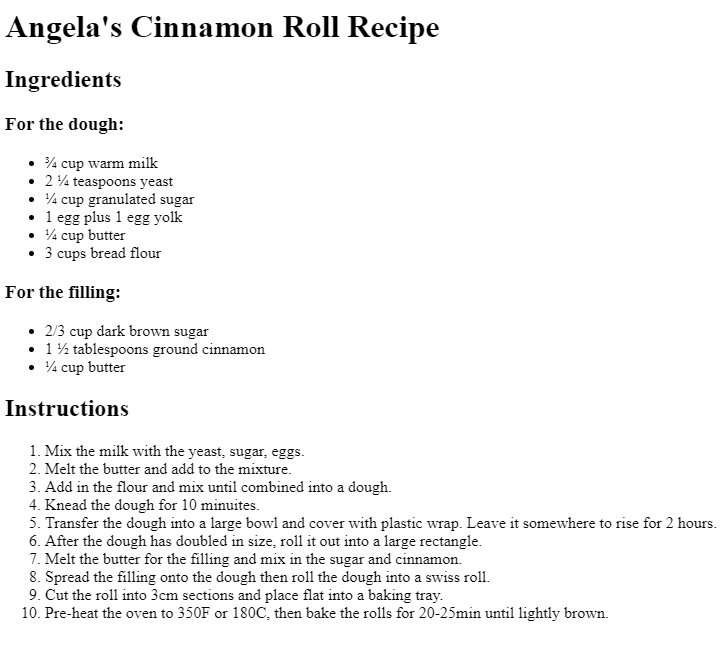 Angela's Cinnamon Roll Recipe
Ingredients
For the dough:
• ¾ cup warm milk
• 2 ¼ teaspoons yeast
• ¼ cup granulated sugar
• 1 egg plus 1 egg yolk
• ¼ cup butter
• 3 cups bread flour
For the filling:
• 2/3 cup dark brown sugar
• 1 ½ tablespoons ground cinnamon
• ¼ cup butter
Instructions
1. Mix the milk with the yeast, sugar, eggs.
2. Melt the butter and add to the mixture.
3. Add in the flour and mix until combined into a dough.
4. Knead the dough for 10 minuites.
5. Transfer the dough into a large bowl and cover with plastic wrap. Leave it somewhere to rise for 2 hours.
6. After the dough has doubled in size, roll it out into a large rectangle.
7. Melt the butter for the filling and mix in the sugar and cinnamon.
8. Spread the filling onto the dough then roll the dough into a swiss roll.
9. Cut the roll into 3cm sections and place flat into a baking tray.
10. Pre-heat the oven to 350F or 180C, then bake the rolls for 20-25min until lightly brown.